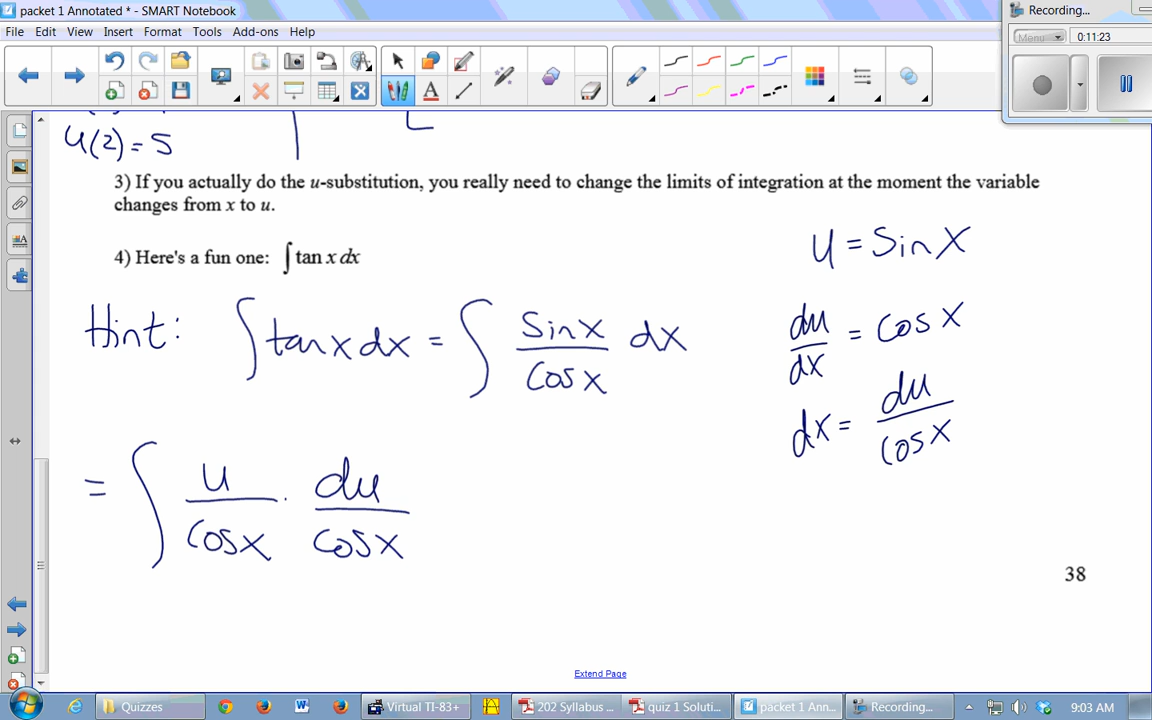 packet 1 Annotated * - SMART Notebook
File Edit View Insert Format Tools Add-ons Help
Recording...
Menu
0:11:23
u(2) = 5
3) If you actually do the u-substitution, you really need to change the limits of integration at the moment the variable
changes from x to u.
4) Here's a fun one: ∫ tan x dx
u = sin x
Hint: ∫ tan x dx = ∫ sin x / cos x dx
du/dx = cos x
dx = du / cos x
= ∫ u / cos x · du / cos x
38
Extend Page
Quizzes
Virtual TI-83+
202 Syllabus ...
quiz 1 Soluti...
packet 1 Ann...
Recording...
9:03 AM